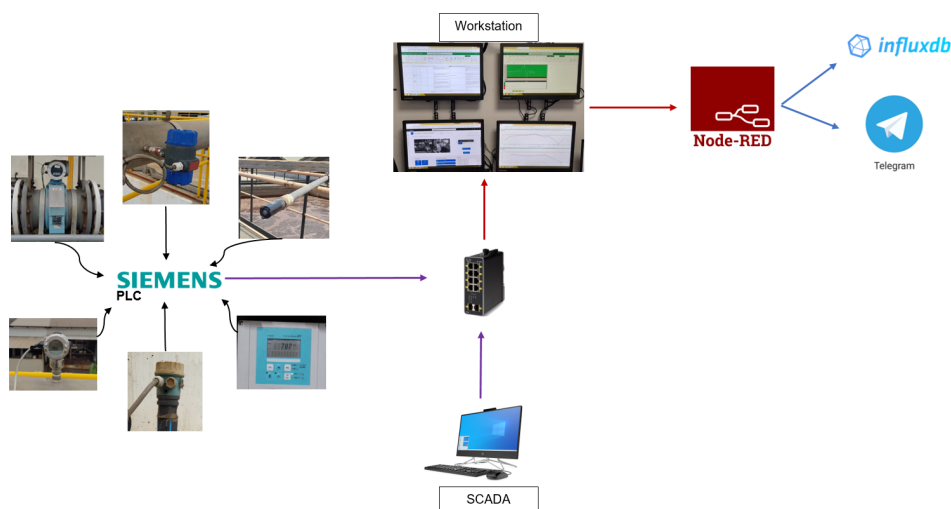 Workstation
influxdb
Node-RED
Telegram
SIEMENS
PLC
SCADA